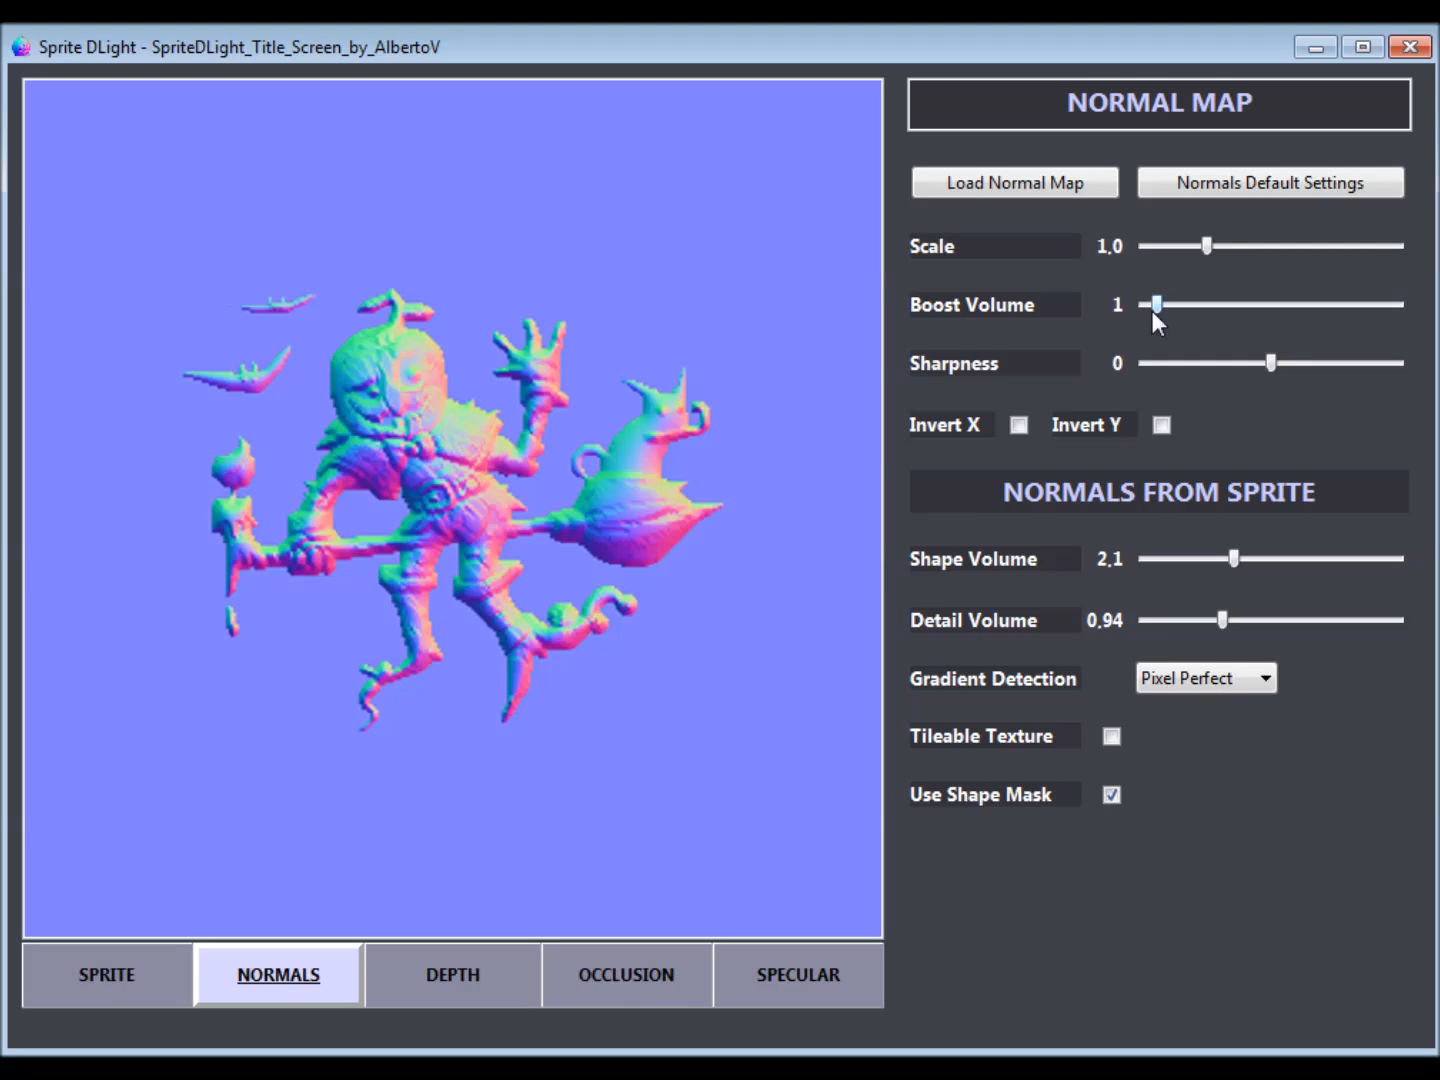 Sprite DLight - SpriteDLight_Title_Screen_by_AlbertoV
NORMAL MAP
Load Normal Map
Normals Default Settings
Scale 1,0
Boost Volume 1
Sharpness 0
Invert X Invert Y
NORMALS FROM SPRITE
Shape Volume 2,1
Detail Volume 0,94
Gradient Detection Pixel Perfect
Tileable Texture
Use Shape Mask
SPRITE NORMALS DEPTH OCCLUSION SPECULAR